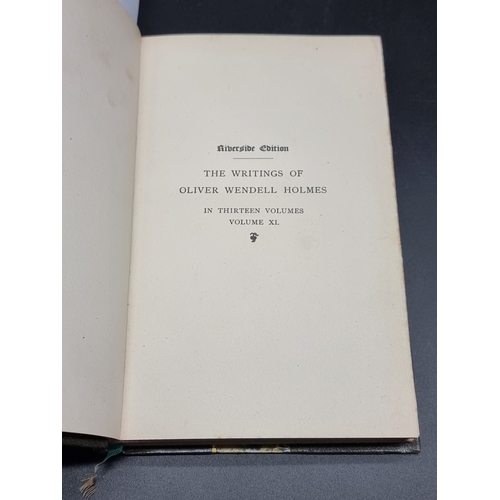 Riverside Edition
THE WRITINGS OF
OLIVER WENDELL HOLMES
IN THIRTEEN VOLUMES
VOLUME XI.